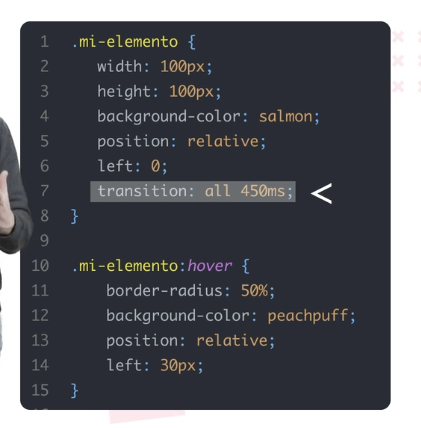 1 .mi-elemento {
2 width: 100px;
3 height: 100px;
4 background-color: salmon;
5 position: relative;
6 left: 0;
7 transition: all 450ms; <
8 }
9
10 .mi-elemento:hover {
11 border-radius: 50%;
12 background-color: peachpuff;
13 position: relative;
14 left: 30px;
15 }